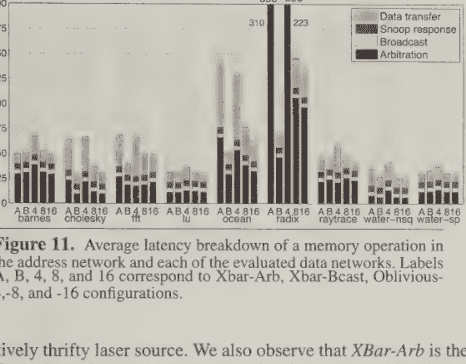 310
223
Data transfer
Snoop response
Broadcast
Arbitration
75
50
25
0
A B 4 8 16 A B 4 8 16 A B 4 8 16 A B 4 8 16 A B 4 8 16 A B 4 8 16 A B 4 8 16 A B 4 8 16 A B 4 8 16
barnes cholesky fft lu ocean radix raytrace water-nsq water-sp
Figure 11. Average latency breakdown of a memory operation in
the address network and each of the evaluated data networks. Labels
A, B, 4, 8, and 16 correspond to Xbar-Arb, Xbar-Bcast, Oblivious-
-8, and -16 configurations.
tively thrifty laser source. We also observe that XBar-Arb is the